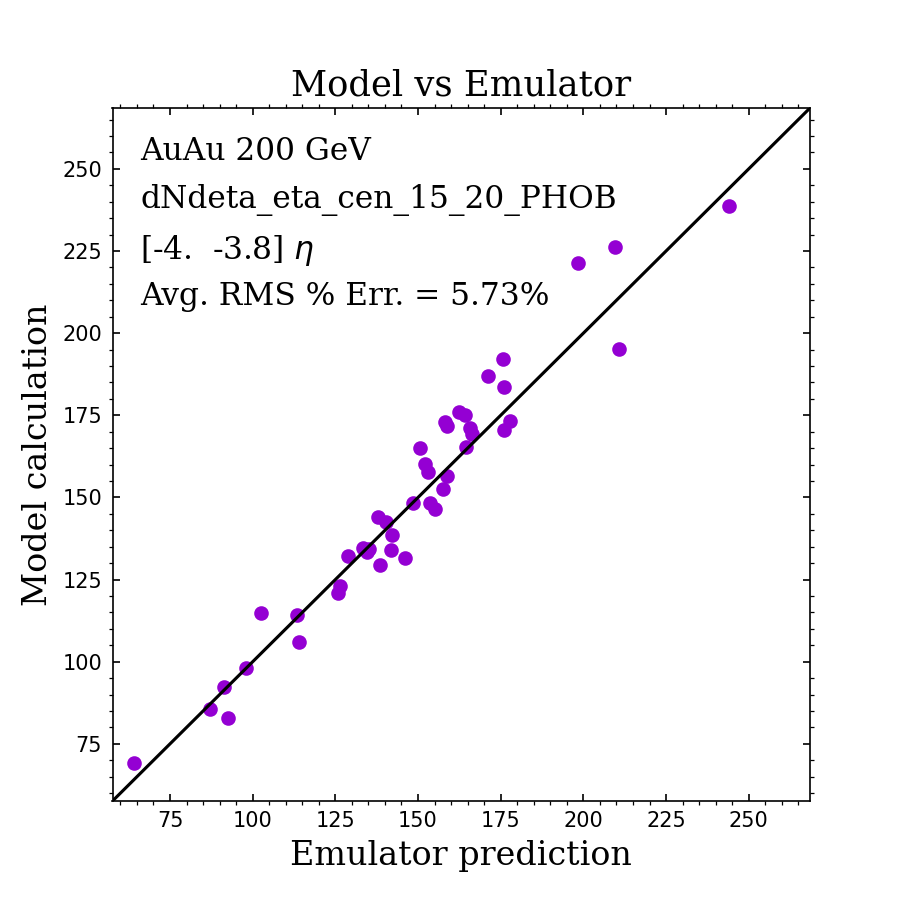 Model vs Emulator
AuAu 200 GeV
dNdeta_eta_cen_15_20_PHOB
[-4.  -3.8] η
Avg. RMS % Err. = 5.73%
Model calculation
250
225
200
175
150
125
100
75
75 100 125 150 175 200 225 250
Emulator prediction